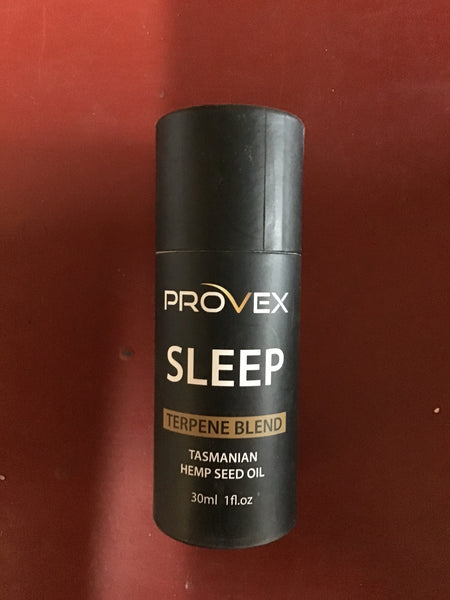 PROVEX
SLEEP
TERPENE BLEND
TASMANIAN
HEMP SEED OIL
30ml 1fl.oz